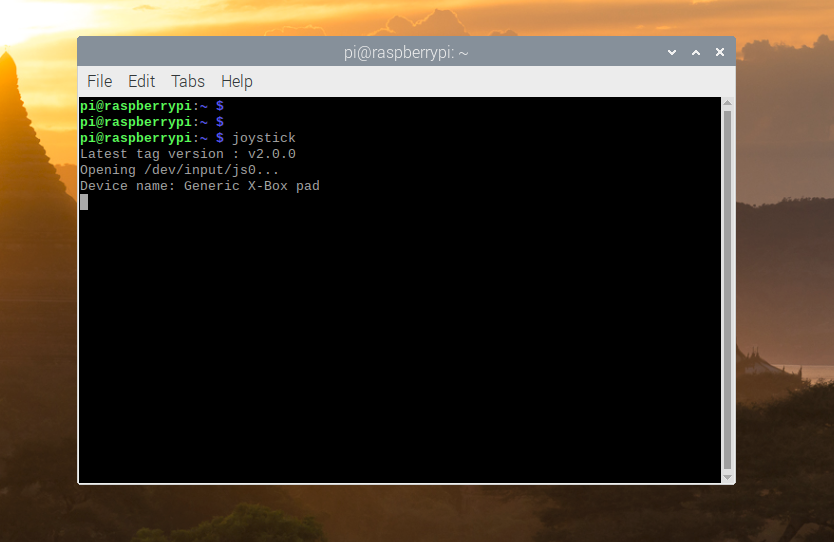 pi@raspberrypi: ~
File Edit Tabs Help
pi@raspberrypi:~ $
pi@raspberrypi:~ $
pi@raspberrypi:~ $ joystick
Latest tag version : v2.0.0
Opening /dev/input/js0...
Device name: Generic X-Box pad